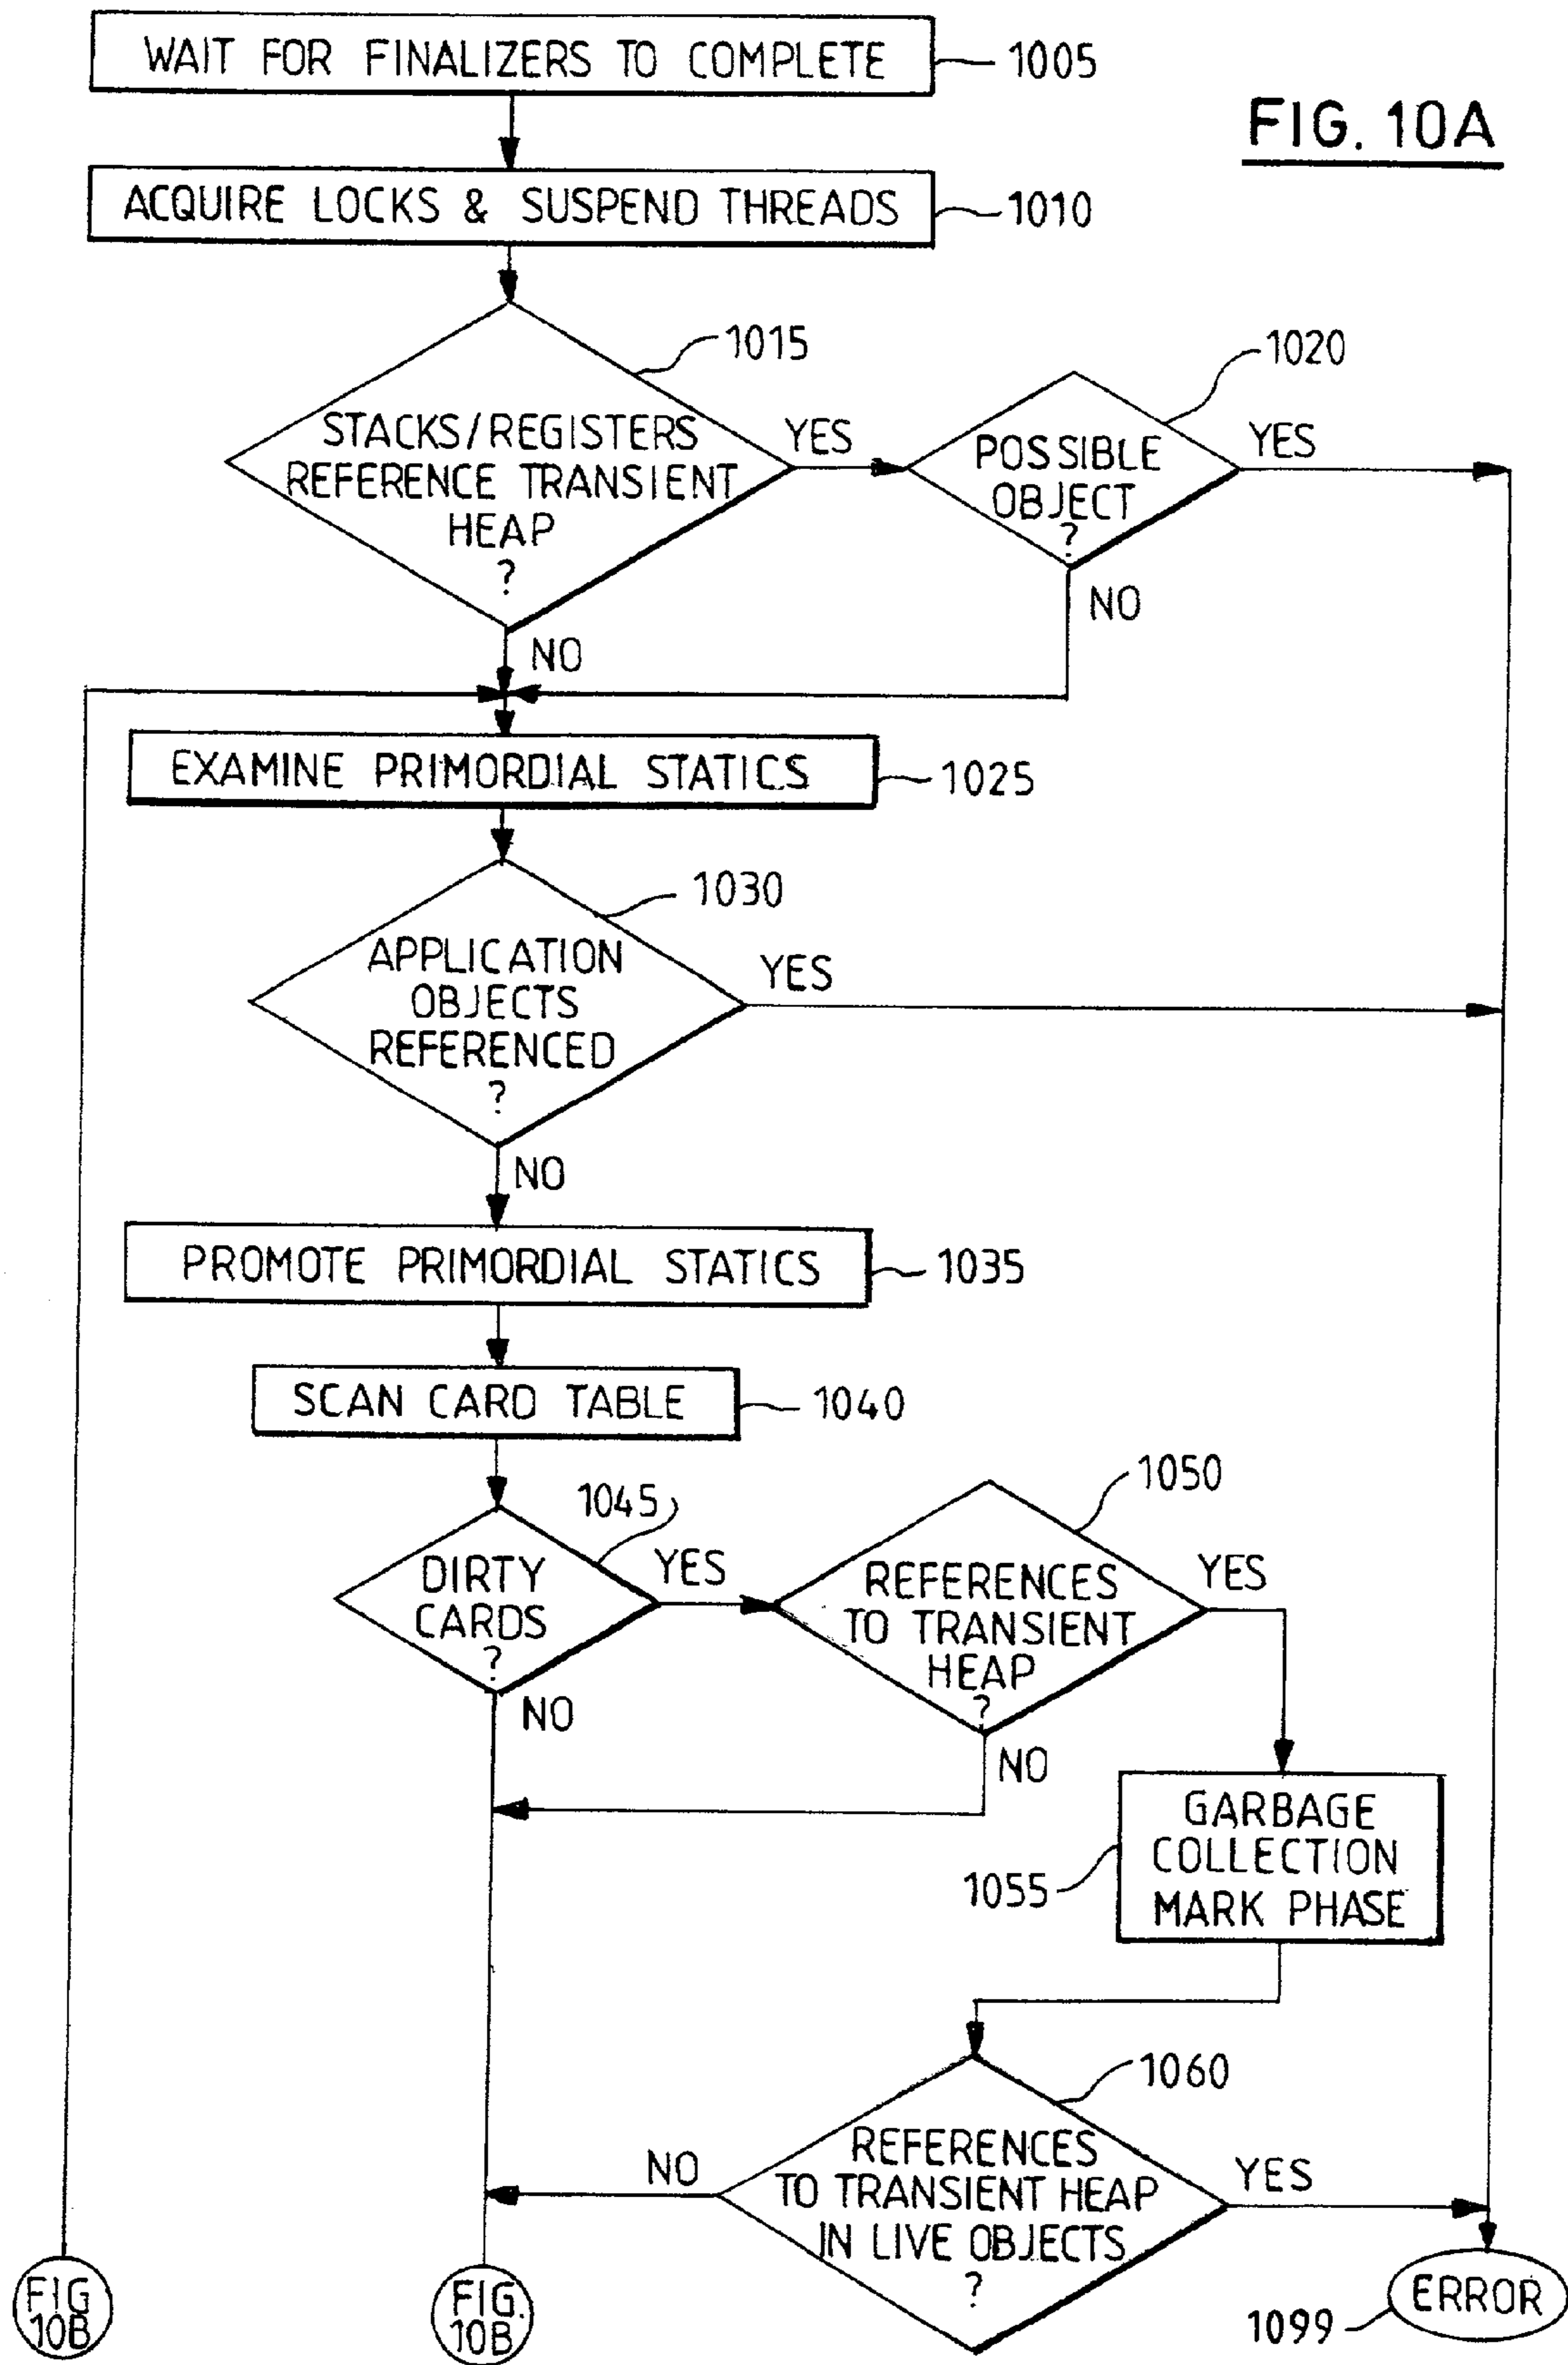 WAIT FOR FINALIZERS TO COMPLETE
1005
FIG. 10A
ACQUIRE LOCKS & SUSPEND THREADS
1010
1015
STACKS/REGISTERS
REFERENCE TRANSIENT
HEAP
?
YES
NO
1020
POSSIBLE
OBJECT
?
YES
NO
EXAMINE PRIMORDIAL STATICS
1025
1030
APPLICATION
OBJECTS
REFERENCED
?
YES
NO
PROMOTE PRIMORDIAL STATICS
1035
SCAN CARD TABLE
1040
1045
DIRTY
CARDS
?
YES
NO
1050
REFERENCES
TO TRANSIENT
HEAP
?
YES
NO
GARBAGE
COLLECTION
MARK PHASE
1055
1060
REFERENCES
TO TRANSIENT HEAP
IN LIVE OBJECTS
?
NO
YES
FIG
10B
FIG.
10B
ERROR
1099